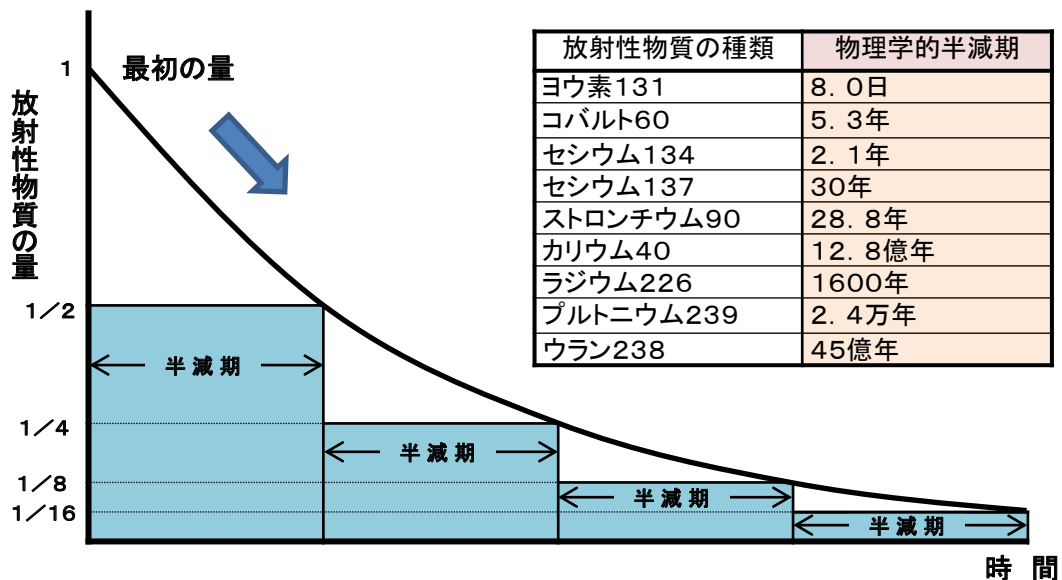 最初の量
放射性物質の量
1
1/2
1/4
1/8
1/16
半減期
半減期
半減期
半減期
時 間
放射性物質の種類 物理学的半減期
ヨウ素131 8.0日
コバルト60 5.3年
セシウム134 2.1年
セシウム137 30年
ストロンチウム90 28.8年
カリウム40 12.8億年
ラジウム226 1600年
プルトニウム239 2.4万年
ウラン238 45億年